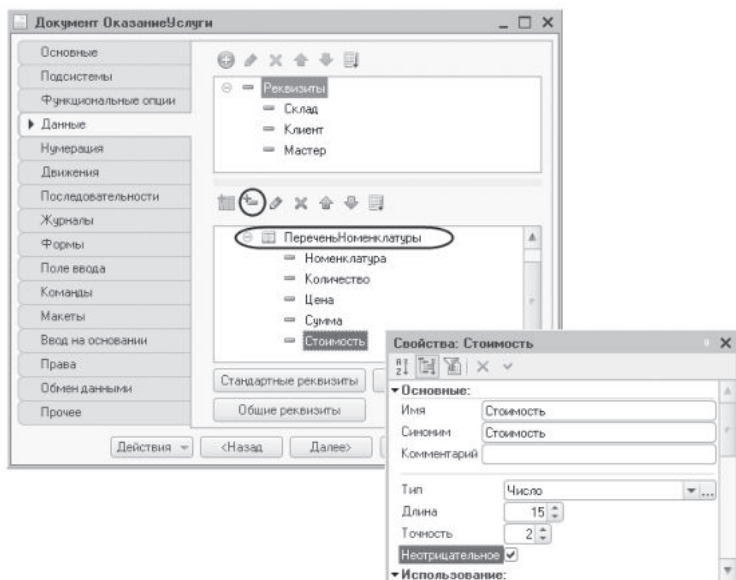 Документ ОказаниеУслуги
Основные
Подсистемы
Функциональные опции
Данные
Нумерация
Движения
Последовательности
Журналы
Формы
Поле ввода
Команды
Макеты
Ввод на основании
Права
Обмен данными
Прочее
Реквизиты
Склад
Клиент
Мастер
ПереченьНоменклатуры
Номенклатура
Количество
Цена
Сумма
Стоимость
Стандартные реквизиты
Общие реквизиты
Действия
<Назад
Далее>
Свойства: Стоимость
Основные:
Имя Стоимость
Синоним Стоимость
Комментарий
Тип Число
Длина 15
Точность 2
Неотрицательное
Использование: